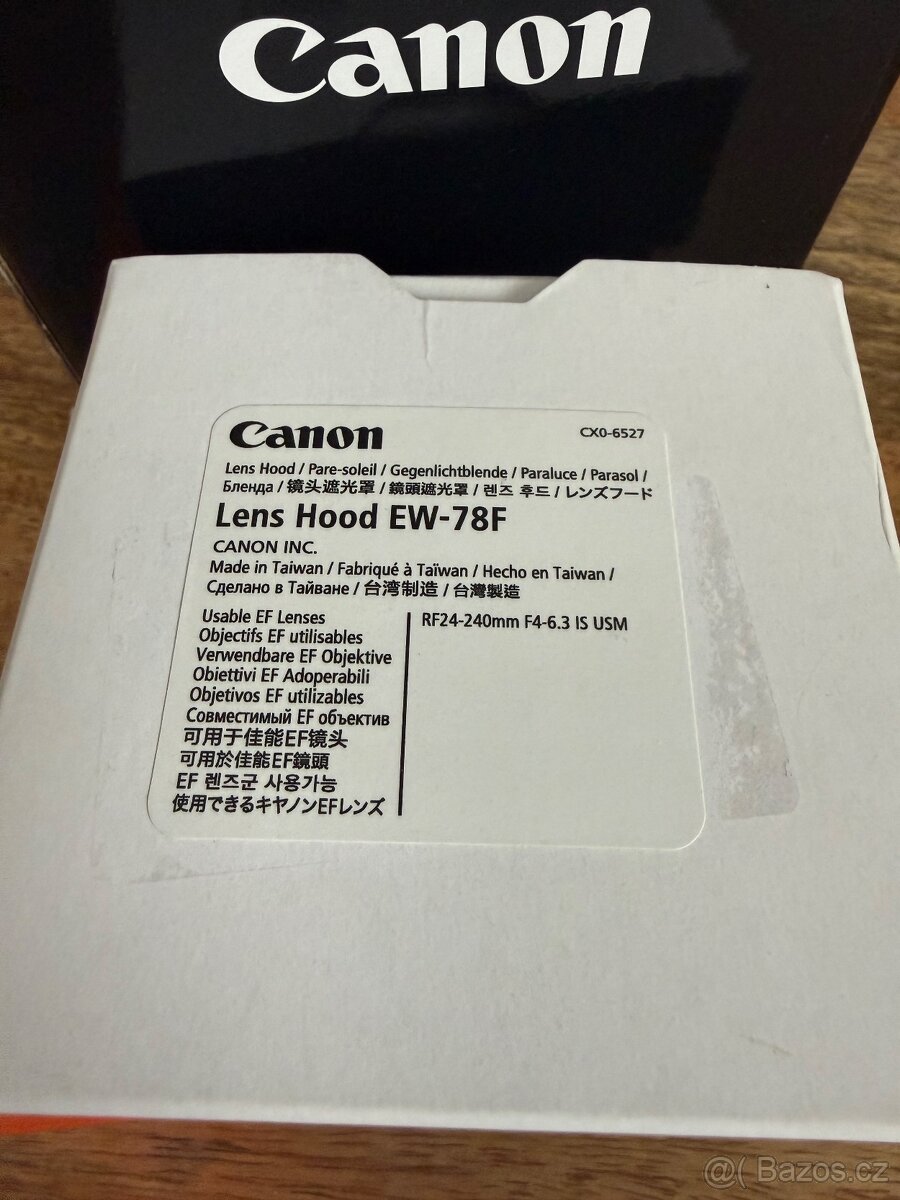 Canon
Canon
CX0-6527
Lens Hood / Pare-soleil / Gegenlichtblende / Paraluce / Parasol /
Бленда / 镜头遮光罩 / 鏡頭遮光罩 / 렌즈 후드 / レンズフード
Lens Hood EW-78F
CANON INC.
Made in Taiwan / Fabriqué à Taïwan / Hecho en Taiwan /
Сделано в Тайване / 台湾制造 / 台灣製造
Usable EF Lenses
Objectifs EF utilisables
Verwendbare EF Objektive
Obiettivi EF Adoperabili
Objetivos EF utilizables
Совместимый EF объектив
可用于佳能EF镜头
可用於佳能EF鏡頭
EF 렌즈군 사용가능
使用できるキヤノンEFレンズ
RF24-240mm F4-6.3 IS USM
@( Bazos.cz